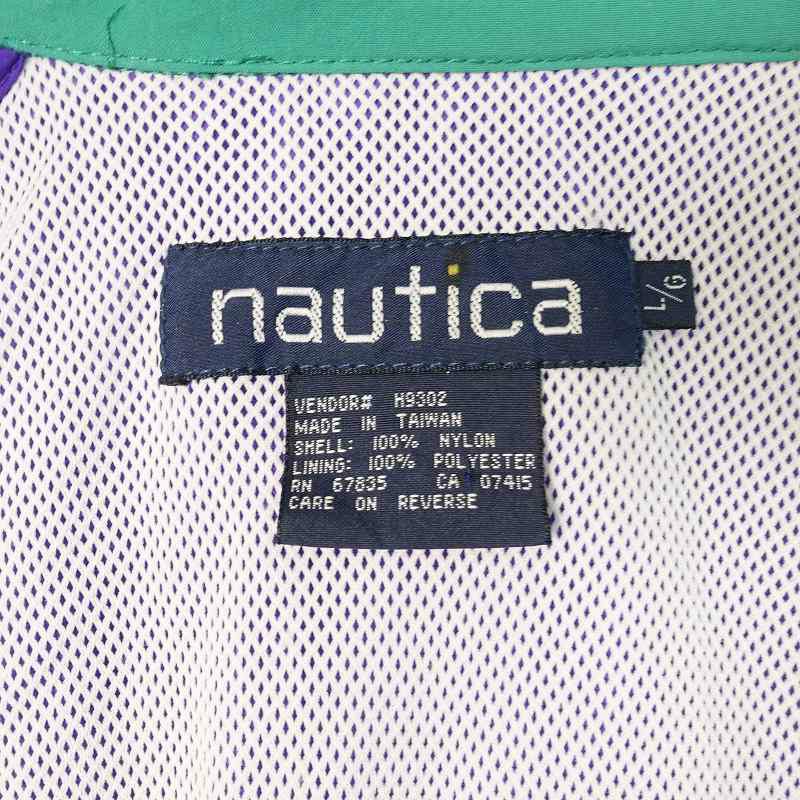 nautica
L/G
VENDOR# H9302
MADE IN TAIWAN
SHELL: 100% NYLON
LINING: 100% POLYESTER
RN 67835 CA 07415
CARE ON REVERSE